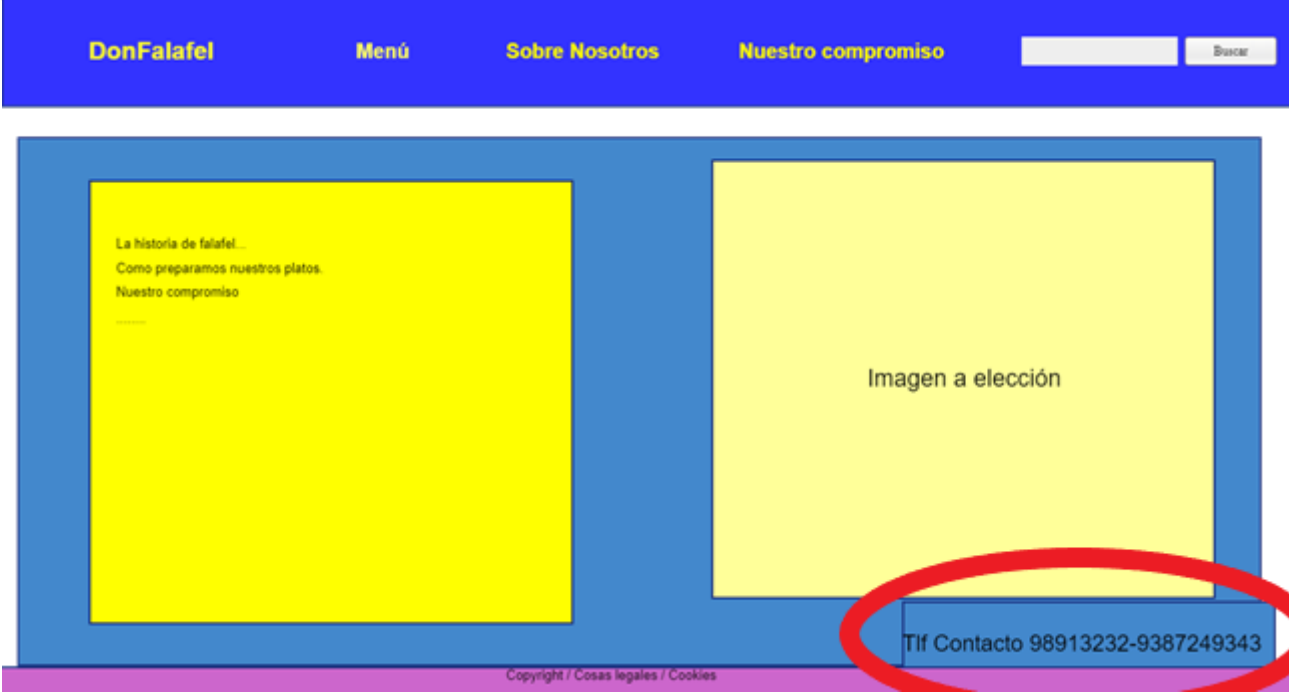 DonFalafel Menú Sobre Nosotros Nuestro compromiso Buscar
La historia de falafel...
Como preparamos nuestros platos.
Nuestro compromiso
.........
Imagen a elección
Tlf Contacto 98913232-9387249343
Copyright / Cosas legales / Cookies